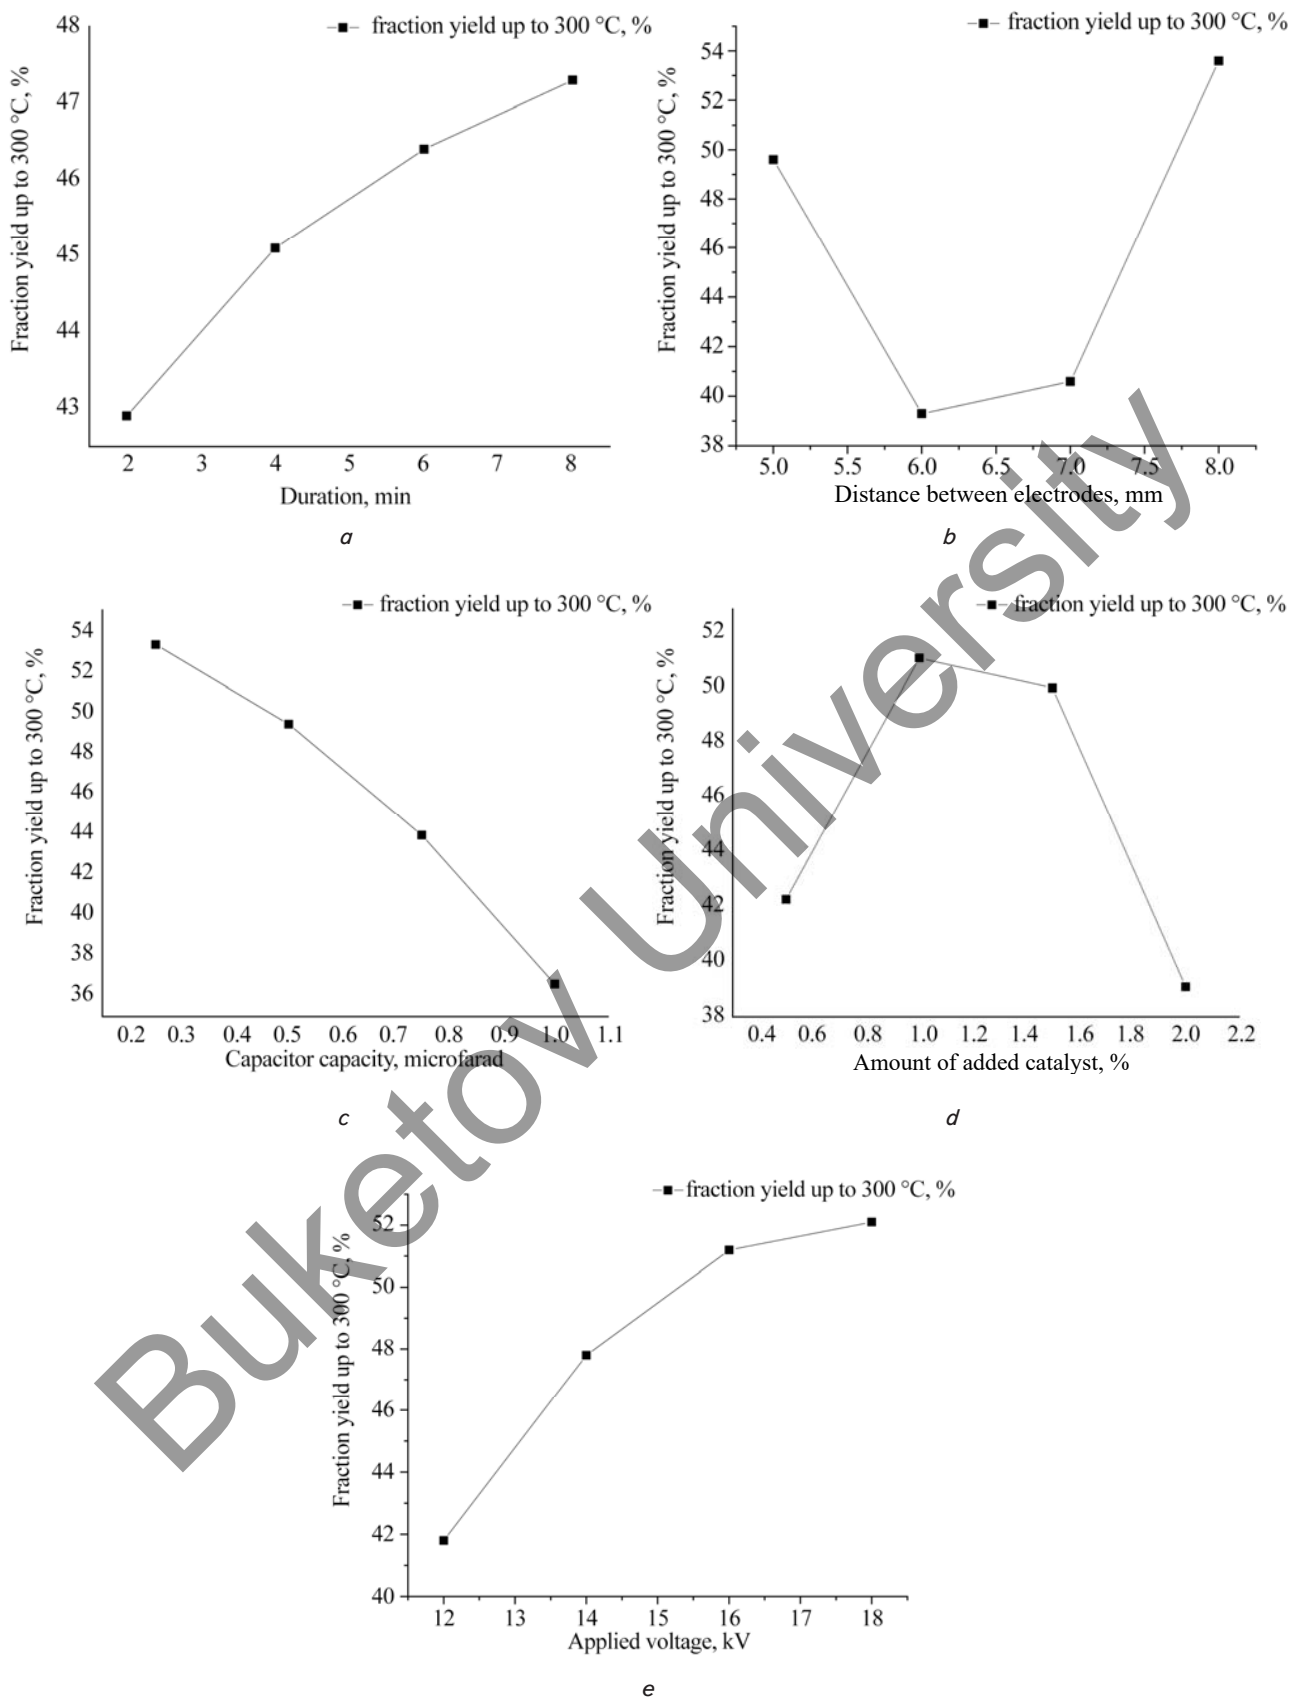 fraction yield up to 300 °C, %
Fraction yield up to 300 °C, %
48
47
46
45
44
43
2 3 4 5 6 7 8
Duration, min
a
fraction yield up to 300 °C, %
Fraction yield up to 300 °C, %
54
52
50
48
46
44
42
40
38
5.0 5.5 6.0 6.5 7.0 7.5 8.0
Distance between electrodes, mm
b
fraction yield up to 300 °C, %
Fraction yield up to 300 °C, %
54
52
50
48
46
44
42
40
38
36
0.2 0.3 0.4 0.5 0.6 0.7 0.8 0.9 1.0 1.1
Capacitor capacity, microfarad
c
fraction yield up to 300 °C, %
Fraction yield up to 300 °C, %
52
50
48
46
44
42
40
38
0.4 0.6 0.8 1.0 1.2 1.4 1.6 1.8 2.0 2.2
Amount of added catalyst, %
d
fraction yield up to 300 °C, %
Fraction yield up to 300 °C, %
52
50
48
46
44
42
40
12 13 14 15 16 17 18
Applied voltage, kV
e
Buketov University